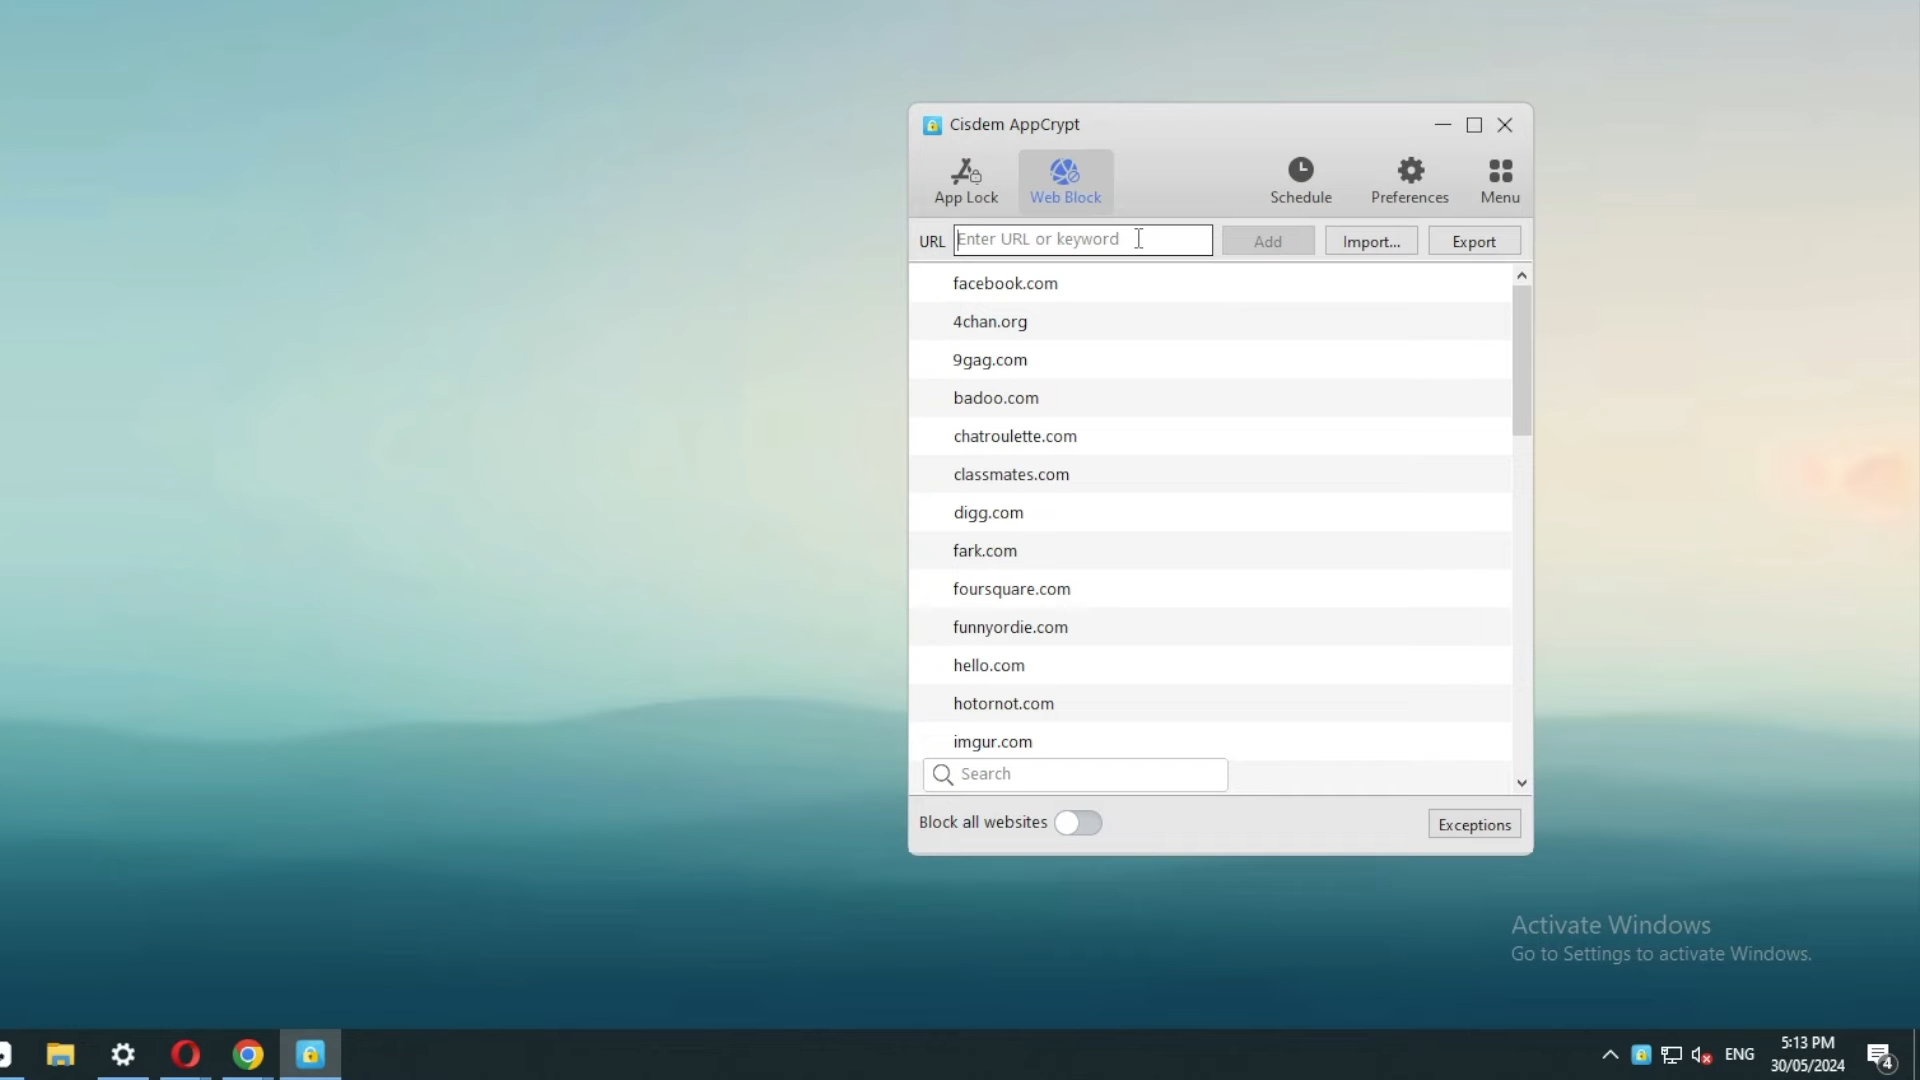 Cisdem AppCrypt
App Lock
Web Block
Schedule
Preferences
Menu
URL
Enter URL or keyword
Add
Import...
Export
facebook.com
4chan.org
9gag.com
badoo.com
chatroulette.com
classmates.com
digg.com
fark.com
foursquare.com
funnyordie.com
hello.com
hotornot.com
imgur.com
Search
Block all websites
Exceptions
Activate Windows
Go to Settings to activate Windows.
ENG
5:13 PM
30/05/2024
4